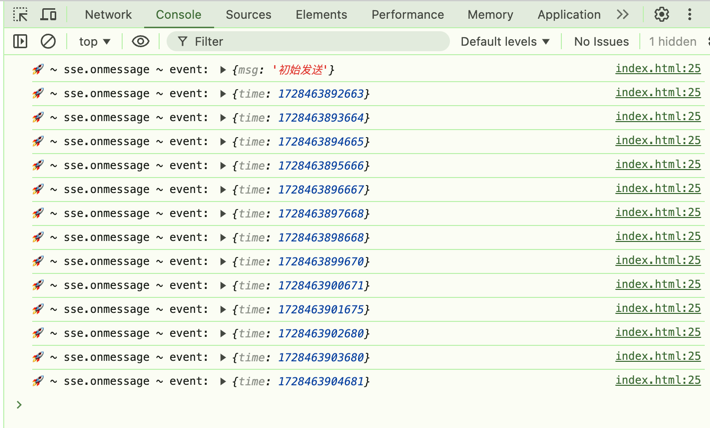 Network Console Sources Elements Performance Memory Application
top Filter Default levels No Issues 1 hidden
🚀 ~ sse.onmessage ~ event: ▶ {msg: '初始发送'} index.html:25
🚀 ~ sse.onmessage ~ event: ▶ {time: 1728463892663} index.html:25
🚀 ~ sse.onmessage ~ event: ▶ {time: 1728463893664} index.html:25
🚀 ~ sse.onmessage ~ event: ▶ {time: 1728463894665} index.html:25
🚀 ~ sse.onmessage ~ event: ▶ {time: 1728463895666} index.html:25
🚀 ~ sse.onmessage ~ event: ▶ {time: 1728463896667} index.html:25
🚀 ~ sse.onmessage ~ event: ▶ {time: 1728463897668} index.html:25
🚀 ~ sse.onmessage ~ event: ▶ {time: 1728463898668} index.html:25
🚀 ~ sse.onmessage ~ event: ▶ {time: 1728463899670} index.html:25
🚀 ~ sse.onmessage ~ event: ▶ {time: 1728463900671} index.html:25
🚀 ~ sse.onmessage ~ event: ▶ {time: 1728463901675} index.html:25
🚀 ~ sse.onmessage ~ event: ▶ {time: 1728463902680} index.html:25
🚀 ~ sse.onmessage ~ event: ▶ {time: 1728463903680} index.html:25
🚀 ~ sse.onmessage ~ event: ▶ {time: 1728463904681} index.html:25